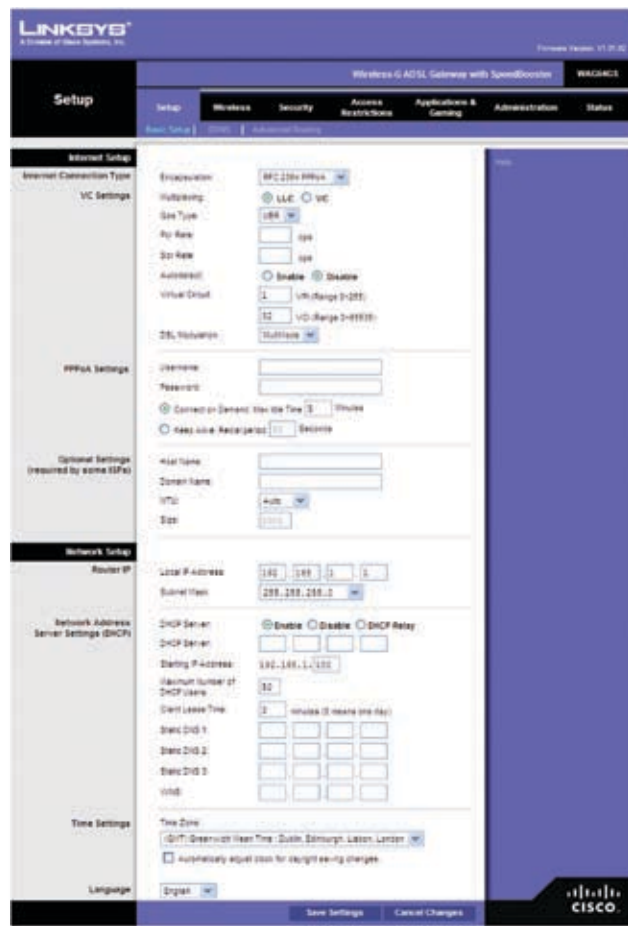 LINKSYS®
A Division of Cisco Systems, Inc.
Firmware Version: V1.01.02
Wireless-G ADSL Gateway with SpeedBooster
WAG54GS
Setup
Setup
Wireless
Security
Access Restrictions
Applications & Gaming
Administration
Status
Basic Setup | DDNS | Advanced Routing
Internet Setup
Help
Internet Connection Type
Encapsulation: RFC 2364 PPPoA
VC Settings
Multiplexing: LLC VC
Qos Type: UBR
Pcr Rate: cps
Scr Rate: cps
Autodetect: Enable Disable
Virtual Circuit: 1 VPI (Range 0~255)
32 VCI (Range 0~65535)
DSL Modulation: MultiMode
PPPoA Settings
Username:
Password:
Connect on Demand: Max Idle Time 5 Minutes
Keep Alive: Redial period Seconds
Optional Settings
(required by some ISPs)
Host Name:
Domain Name:
MTU: Auto
Size:
Network Setup
Router IP
Local IP Address: 192 . 168 . 1 . 1
Subnet Mask: 255.255.255.0
Network Address
Server Settings (DHCP)
DHCP Server: Enable Disable DHCP Relay
DHCP Server:
Starting IP Address: 192.168.1. 100
Maximum Number of
DHCP Users: 50
Client Lease Time: 0 minutes (0 means one day)
Static DNS 1:
Static DNS 2:
Static DNS 3:
WINS:
Time Settings
Time Zone:
(GMT) Greenwich Mean Time : Dublin, Edinburgh, Lisbon, London
Automatically adjust clock for daylight saving changes.
Language
English
Save Settings
Cancel Changes
CISCO.